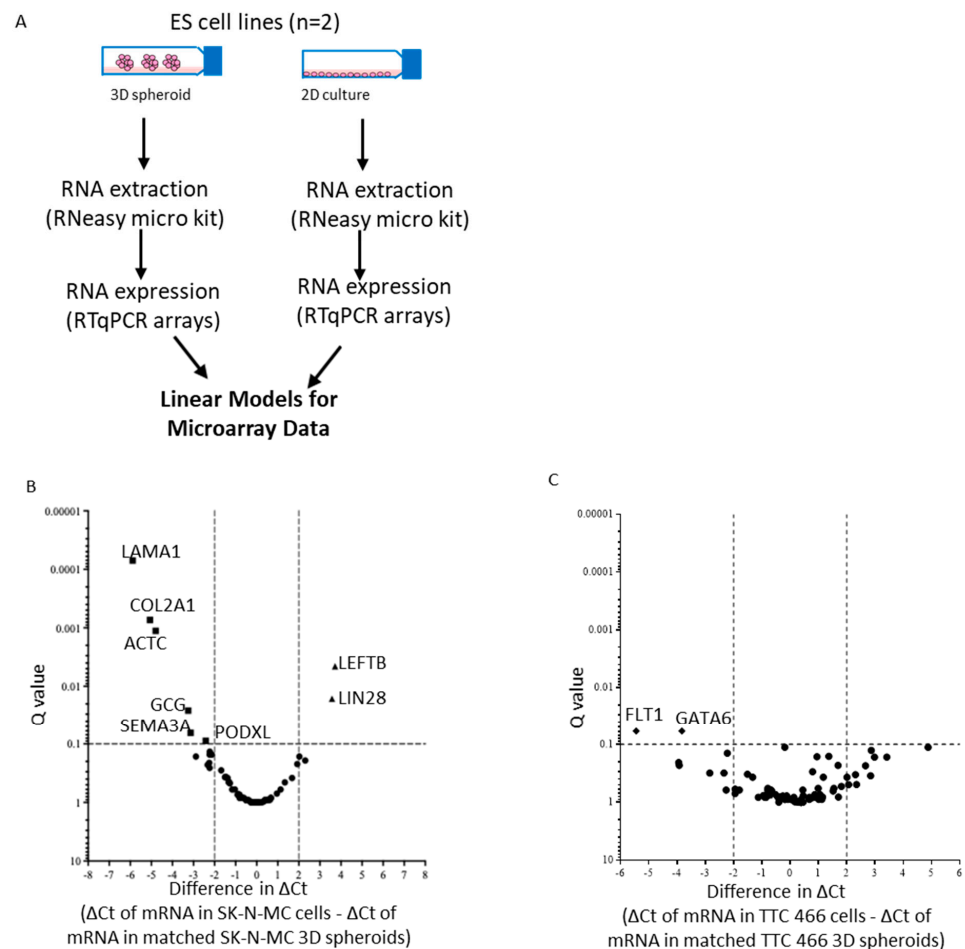 A
ES cell lines (n=2)
3D spheroid
2D culture
RNA extraction
(RNeasy micro kit)
RNA extraction
(RNeasy micro kit)
RNA expression
(RTqPCR arrays)
RNA expression
(RTqPCR arrays)
Linear Models for
Microarray Data
B
Q value
0.00001
0.0001
0.001
0.01
0.1
1
10
LAMA1
COL2A1
ACTC
GCG
SEMA3A
PODXL
LEFTB
LIN28
-8 -7 -6 -5 -4 -3 -2 -1 0 1 2 3 4 5 6 7 8
Difference in ΔCt
(ΔCt of mRNA in SK-N-MC cells - ΔCt of
mRNA in matched SK-N-MC 3D spheroids)
C
Q value
0.00001
0.0001
0.001
0.01
0.1
1
10
FLT1
GATA6
-6 -5 -4 -3 -2 -1 0 1 2 3 4 5 6
Difference in ΔCt
(ΔCt of mRNA in TTC 466 cells - ΔCt of
mRNA in matched TTC 466 3D spheroids)